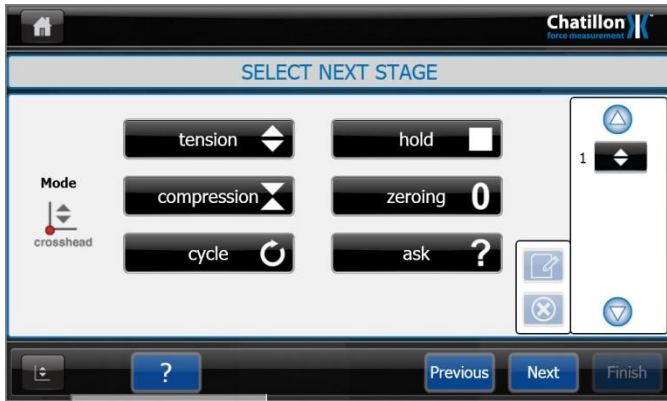 Chatillon
force measurement
SELECT NEXT STAGE
tension
hold
1
Mode
compression
zeroing 0
crosshead
cycle
ask ?
?
Previous
Next
Finish